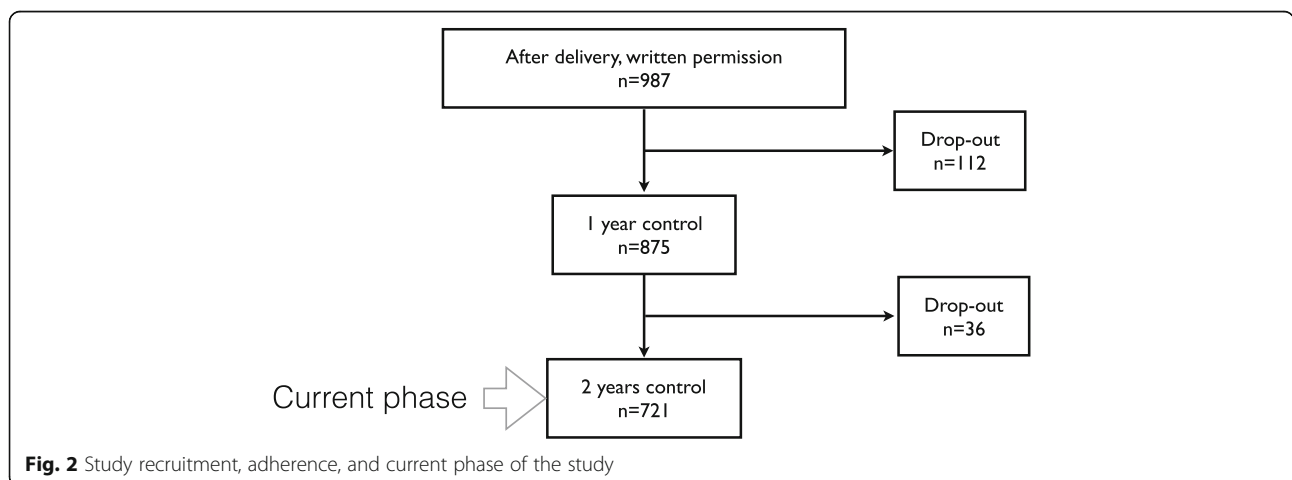 After delivery, written permission
n=987
Drop-out
n=112
1 year control
n=875
Drop-out
n=36
Current phase
2 years control
n=721
Fig. 2 Study recruitment, adherence, and current phase of the study